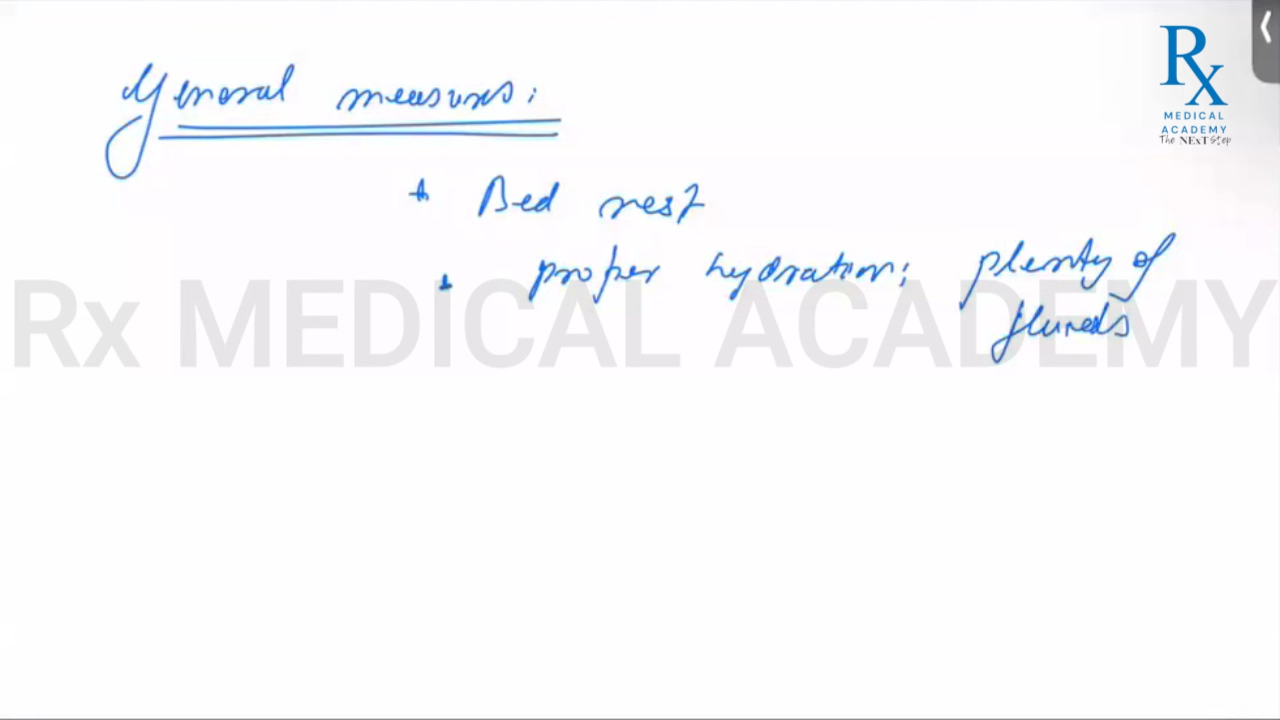 General measures:
* Bed rest
* proper hydration; plenty of
fluids
Rx MEDICAL ACADEMY
Rx
MEDICAL
ACADEMY
The NExT Step